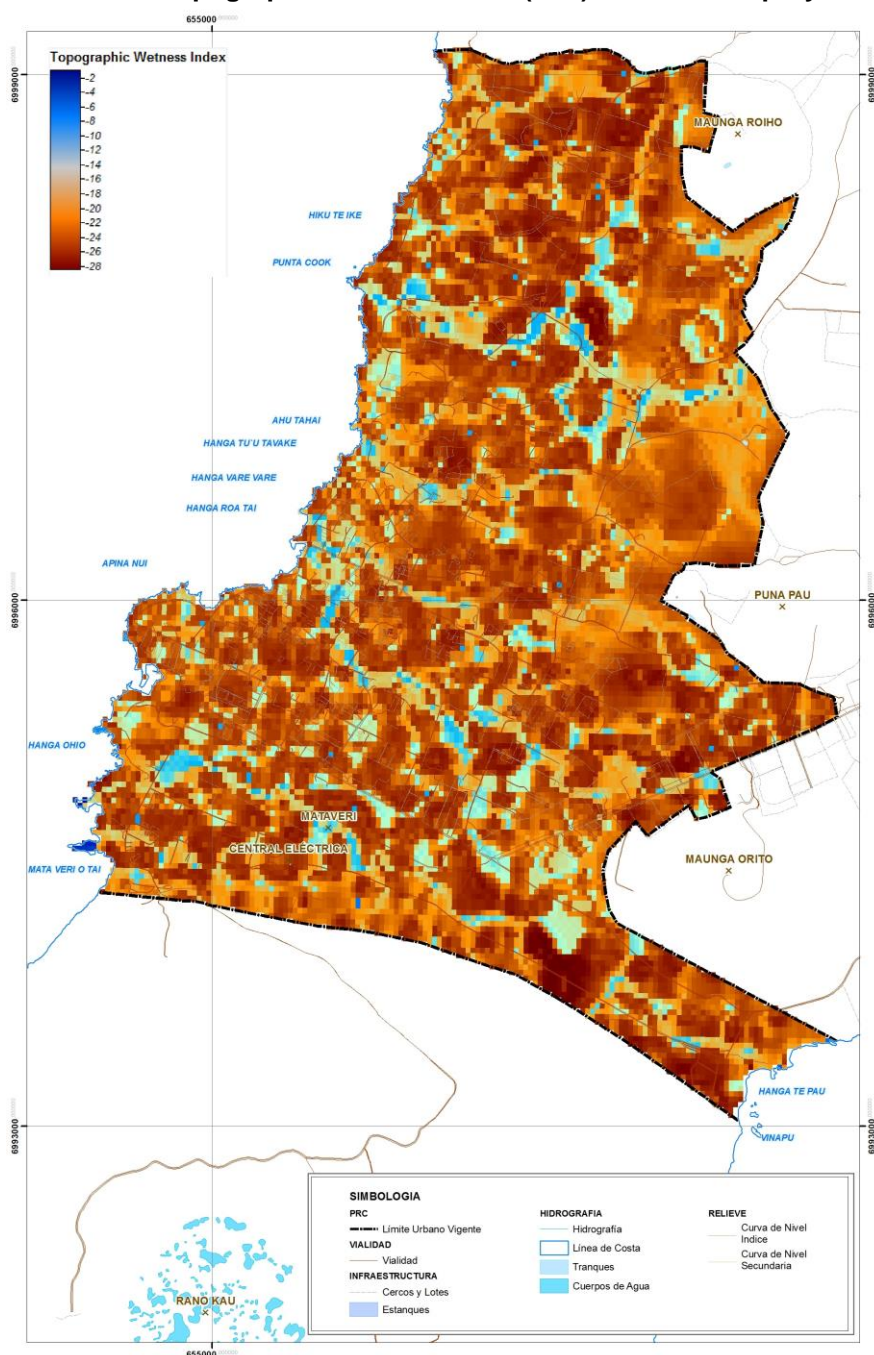 655000
Topographic Wetness Index
-2
-4
-6
-8
-10
-12
-14
-16
-18
-20
-22
-24
-26
-28
6999000
6999000
MAUNGA ROIHO
HIKU TE IKE
PUNTA COOK
AHU TAHAI
HANGA TU'U TAVAKE
HANGA VARE VARE
HANGA ROA TAI
APINA NUI
PUNA PAU
6996000
6996000
HANGA OHIO
MATAVERI
CENTRAL ELÉCTRICA
MAUNGA ORITO
MATA VERI O TAI
HANGA TE PAU
VINAPU
6993000
6993000
SIMBOLOGIA
PRC
Límite Urbano Vigente
VIALIDAD
Vialidad
INFRAESTRUCTURA
Cercos y Lotes
Estanques
HIDROGRAFIA
Hidrografía
Línea de Costa
Tranques
Cuerpos de Agua
RELIEVE
Curva de Nivel
Indice
Curva de Nivel
Secundaria
RANO KAU
655000